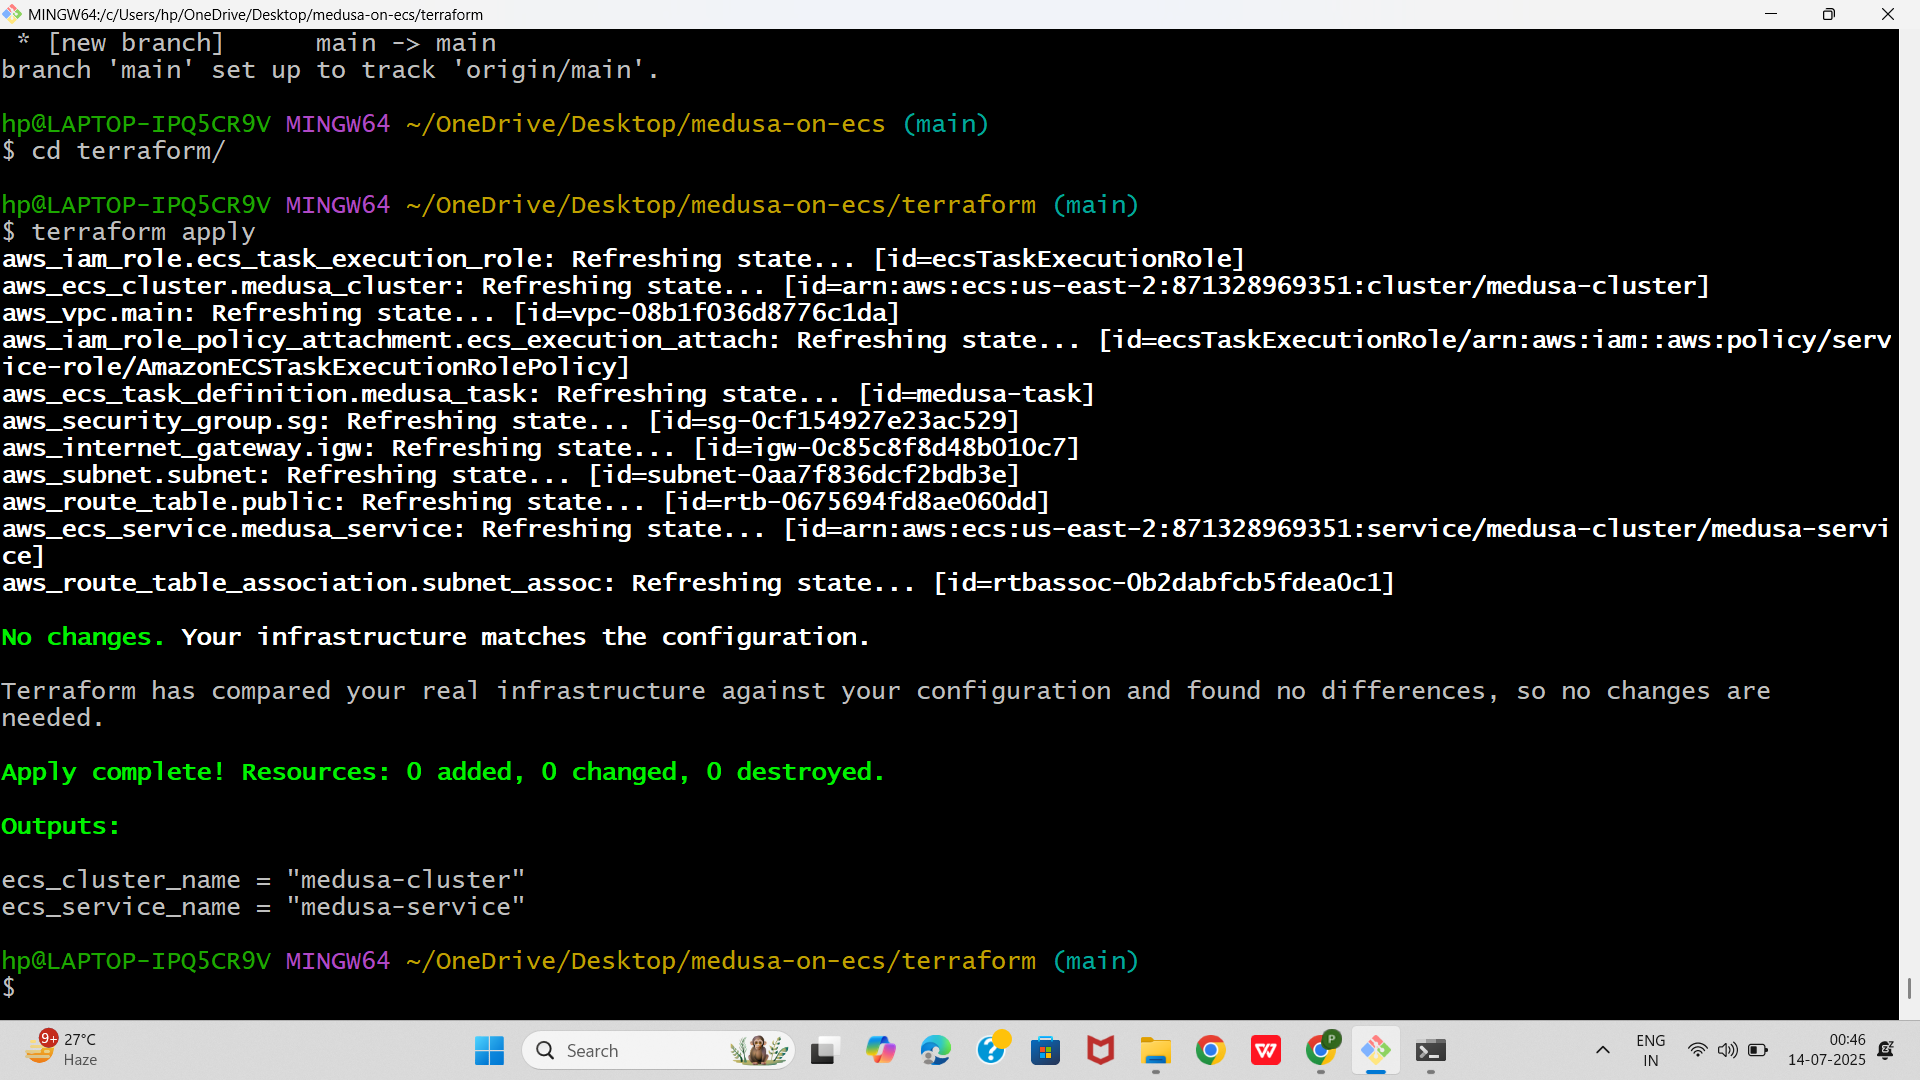 MINGW64:/c/Users/hp/OneDrive/Desktop/medusa-on-ecs/terraform
* [new branch]      main -> main
branch 'main' set up to track 'origin/main'.
hp@LAPTOP-IPQ5CR9V MINGW64 ~/OneDrive/Desktop/medusa-on-ecs (main)
$ cd terraform/
hp@LAPTOP-IPQ5CR9V MINGW64 ~/OneDrive/Desktop/medusa-on-ecs/terraform (main)
$ terraform apply
aws_iam_role.ecs_task_execution_role: Refreshing state... [id=ecsTaskExecutionRole]
aws_ecs_cluster.medusa_cluster: Refreshing state... [id=arn:aws:ecs:us-east-2:871328969351:cluster/medusa-cluster]
aws_vpc.main: Refreshing state... [id=vpc-08b1f036d8776c1da]
aws_iam_role_policy_attachment.ecs_execution_attach: Refreshing state... [id=ecsTaskExecutionRole/arn:aws:iam::aws:policy/serv
ice-role/AmazonECSTaskExecutionRolePolicy]
aws_ecs_task_definition.medusa_task: Refreshing state... [id=medusa-task]
aws_security_group.sg: Refreshing state... [id=sg-0cf154927e23ac529]
aws_internet_gateway.igw: Refreshing state... [id=igw-0c85c8f8d48b010c7]
aws_subnet.subnet: Refreshing state... [id=subnet-0aa7f836dcf2bdb3e]
aws_route_table.public: Refreshing state... [id=rtb-0675694fd8ae060dd]
aws_ecs_service.medusa_service: Refreshing state... [id=arn:aws:ecs:us-east-2:871328969351:service/medusa-cluster/medusa-servi
ce]
aws_route_table_association.subnet_assoc: Refreshing state... [id=rtbassoc-0b2dabfcb5fdea0c1]
No changes. Your infrastructure matches the configuration.
Terraform has compared your real infrastructure against your configuration and found no differences, so no changes are
needed.
Apply complete! Resources: 0 added, 0 changed, 0 destroyed.
Outputs:
ecs_cluster_name = "medusa-cluster"
ecs_service_name = "medusa-service"
hp@LAPTOP-IPQ5CR9V MINGW64 ~/OneDrive/Desktop/medusa-on-ecs/terraform (main)
$
9+
27°C
Haze
Search
P
ENG
IN
00:46
14-07-2025